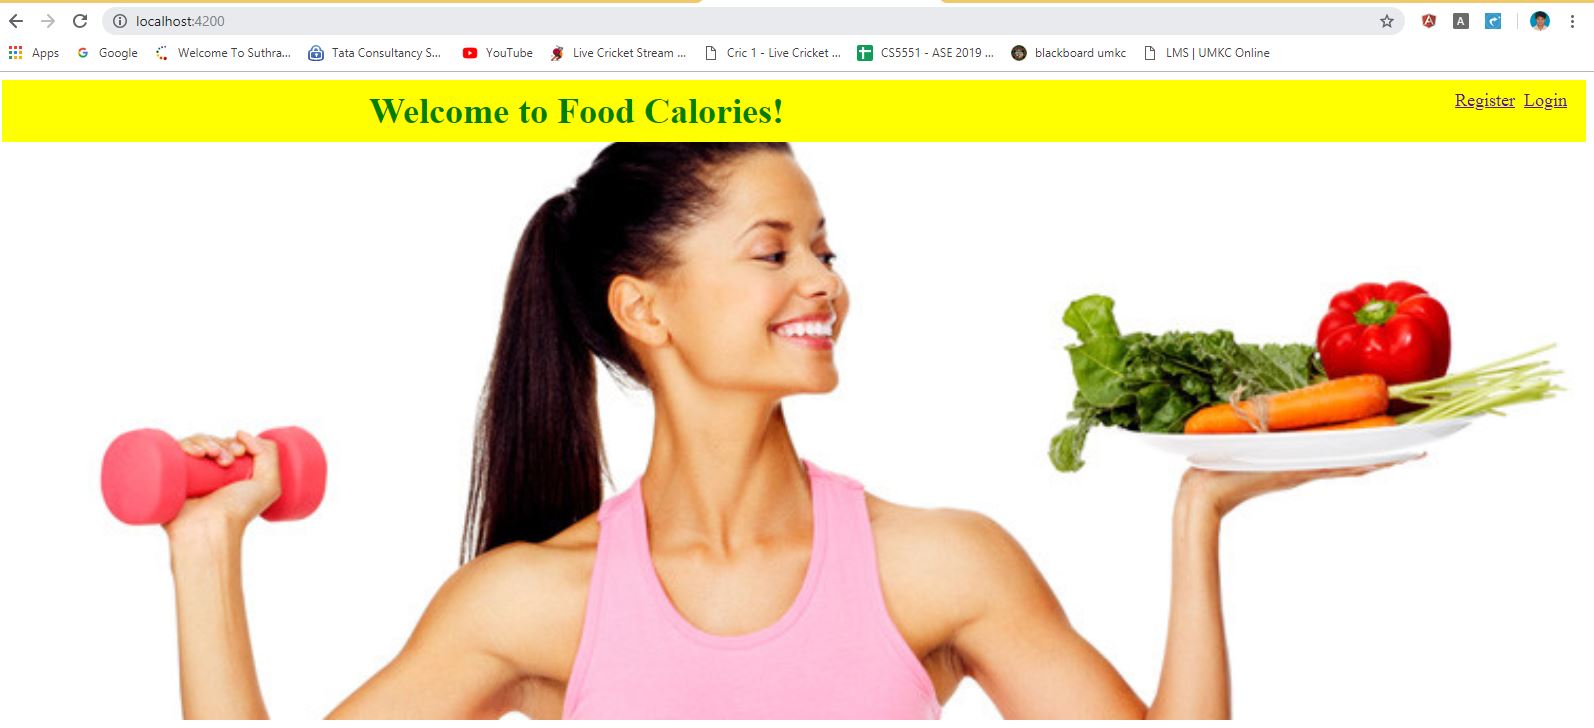 localhost:4200
Apps Google Welcome To Suthra... Tata Consultancy S... YouTube Live Cricket Stream ... Cric 1 - Live Cricket ... CS5551 - ASE 2019 ... blackboard umkc LMS | UMKC Online
Welcome to Food Calories! Register Login